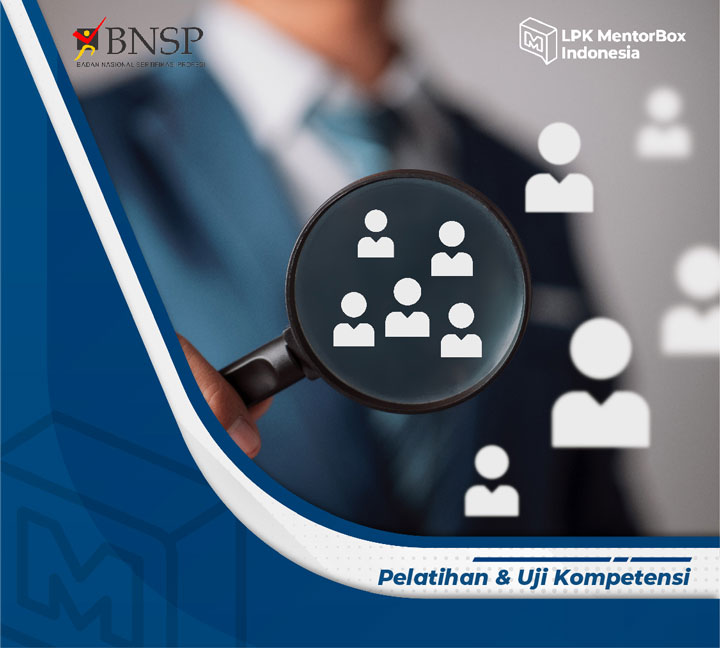 BNSP
BADAN NASIONAL SERTIFIKASI PROFESI
LPK MentorBox
Indonesia
Pelatihan & Uji Kompetensi